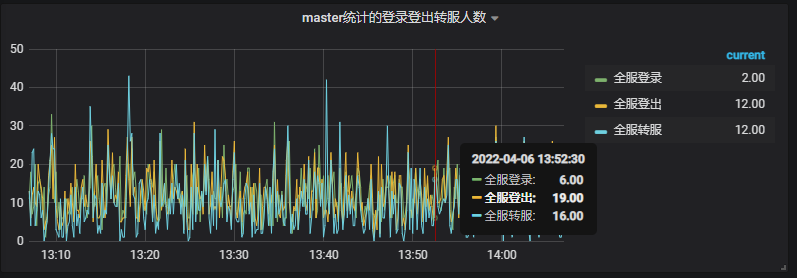 master统计的登录登出转服人数
50
40
30
20
10
0
13:10
13:20
13:30
13:40
13:50
14:00
current
全服登录 2.00
全服登出 12.00
全服转服 12.00
2022-04-06 13:52:30
全服登录: 6.00
全服登出: 19.00
全服转服: 16.00